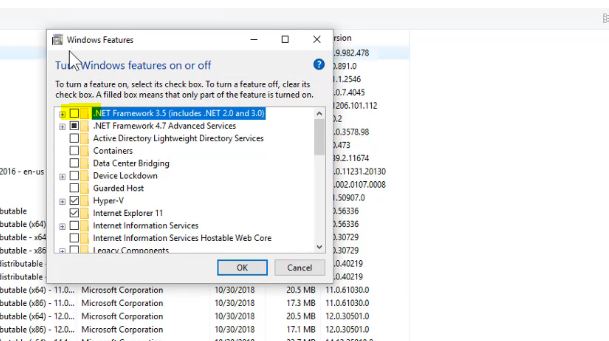 rsion
Windows Features
.9.982.478
Turn Windows features on or off
.0.891.0
.1.2546
To turn a feature on, select its check box. To turn a feature off, clear its
.0.7.4045
check box. A filled box means that only part of the feature is turned on.
1206.101.112
.NET Framework 3.5 (includes .NET 2.0 and 3.0)
0.2
.NET Framework 4.7 Advanced Services
.0.3578.98
Active Directory Lightweight Directory Services
.0.473
Containers
Data Center Bridging
39.2.11674
2016 - en-us
Device Lockdown
.0.11231.20130
Guarded Host
.002.0107.0008
Hyper-V
.1.50907.0
butable
Internet Explorer 11
.0.56336
butable (x64)
Internet Information Services
.0.56336
butable - x64
Internet Information Services Hostable Web Core
.0.30729
butable - x86
Legacy Components
.0.30729
distributable -
OK
Cancel
.0.40219
distributable -
.0.40219
butable (x64) - 11.0... Microsoft Corporation 10/30/2018 20.5 MB 11.0.61030.0
butable (x86) - 11.0... Microsoft Corporation 10/30/2018 17.3 MB 11.0.61030.0
butable (x64) - 12.0... Microsoft Corporation 10/30/2018 20.5 MB 12.0.30501.0
butable (x86) - 12.0... Microsoft Corporation 10/30/2018 17.1 MB 12.0.30501.0
Microsoft Corporation 10/30/2018